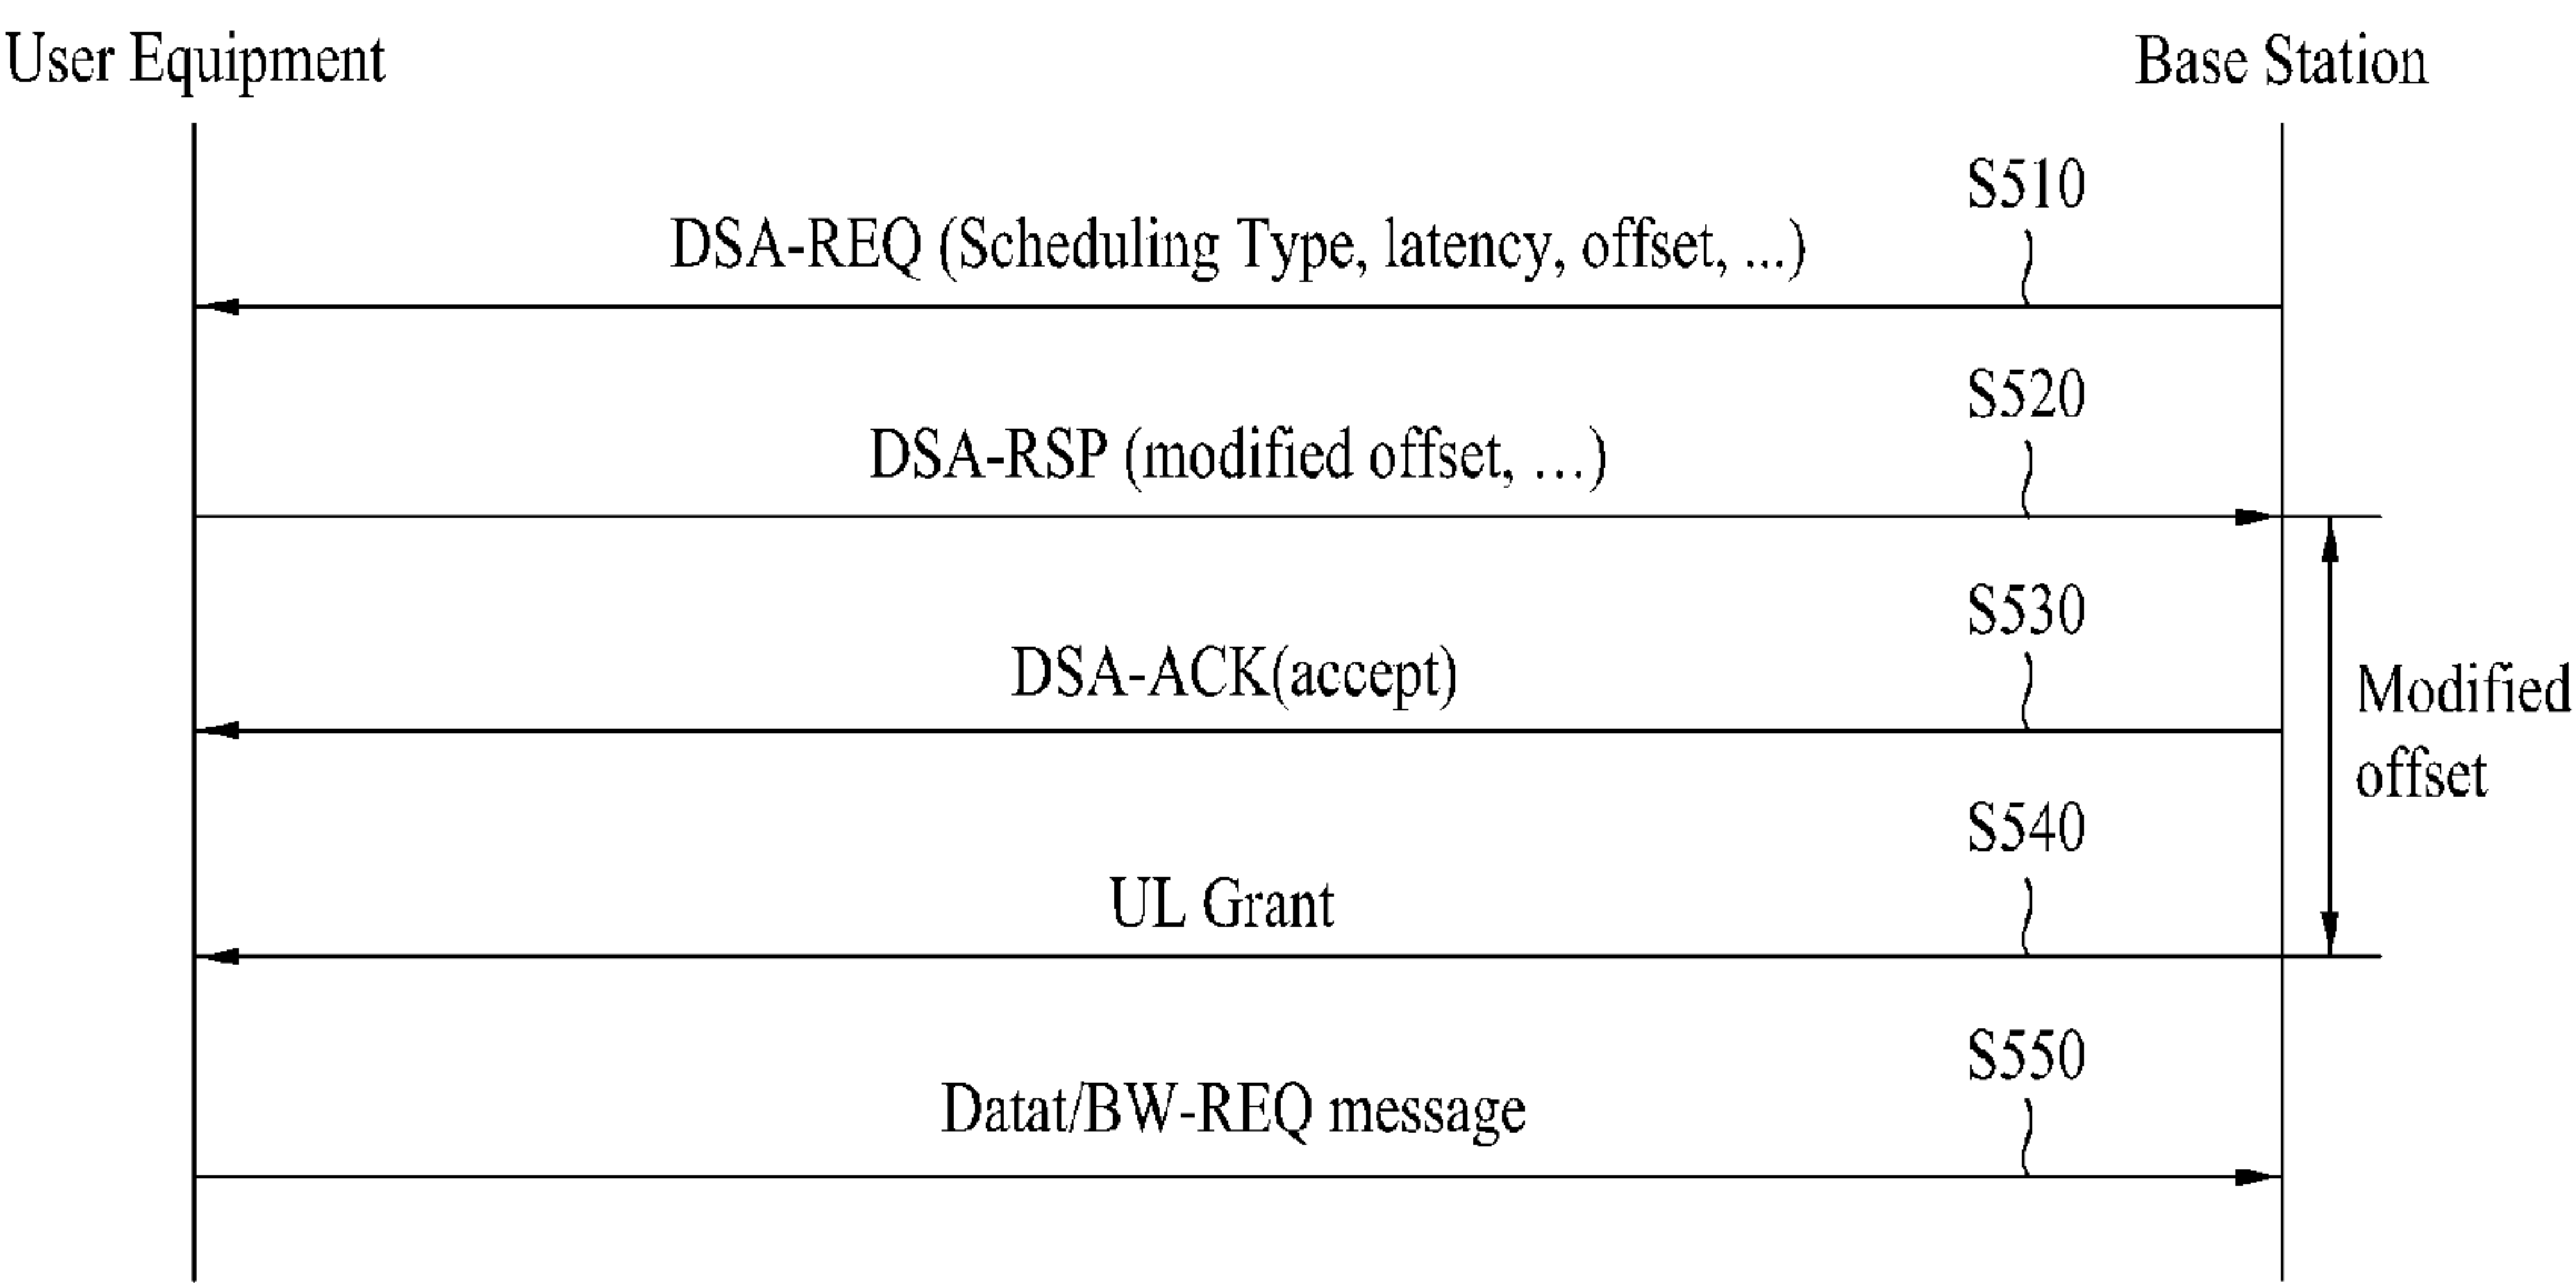 User Equipment
Base Station
S510
DSA-REQ (Scheduling Type, latency, offset, ...)
S520
DSA-RSP (modified offset, ...)
S530
DSA-ACK(accept)
Modified
offset
S540
UL Grant
S550
Datat/BW-REQ message